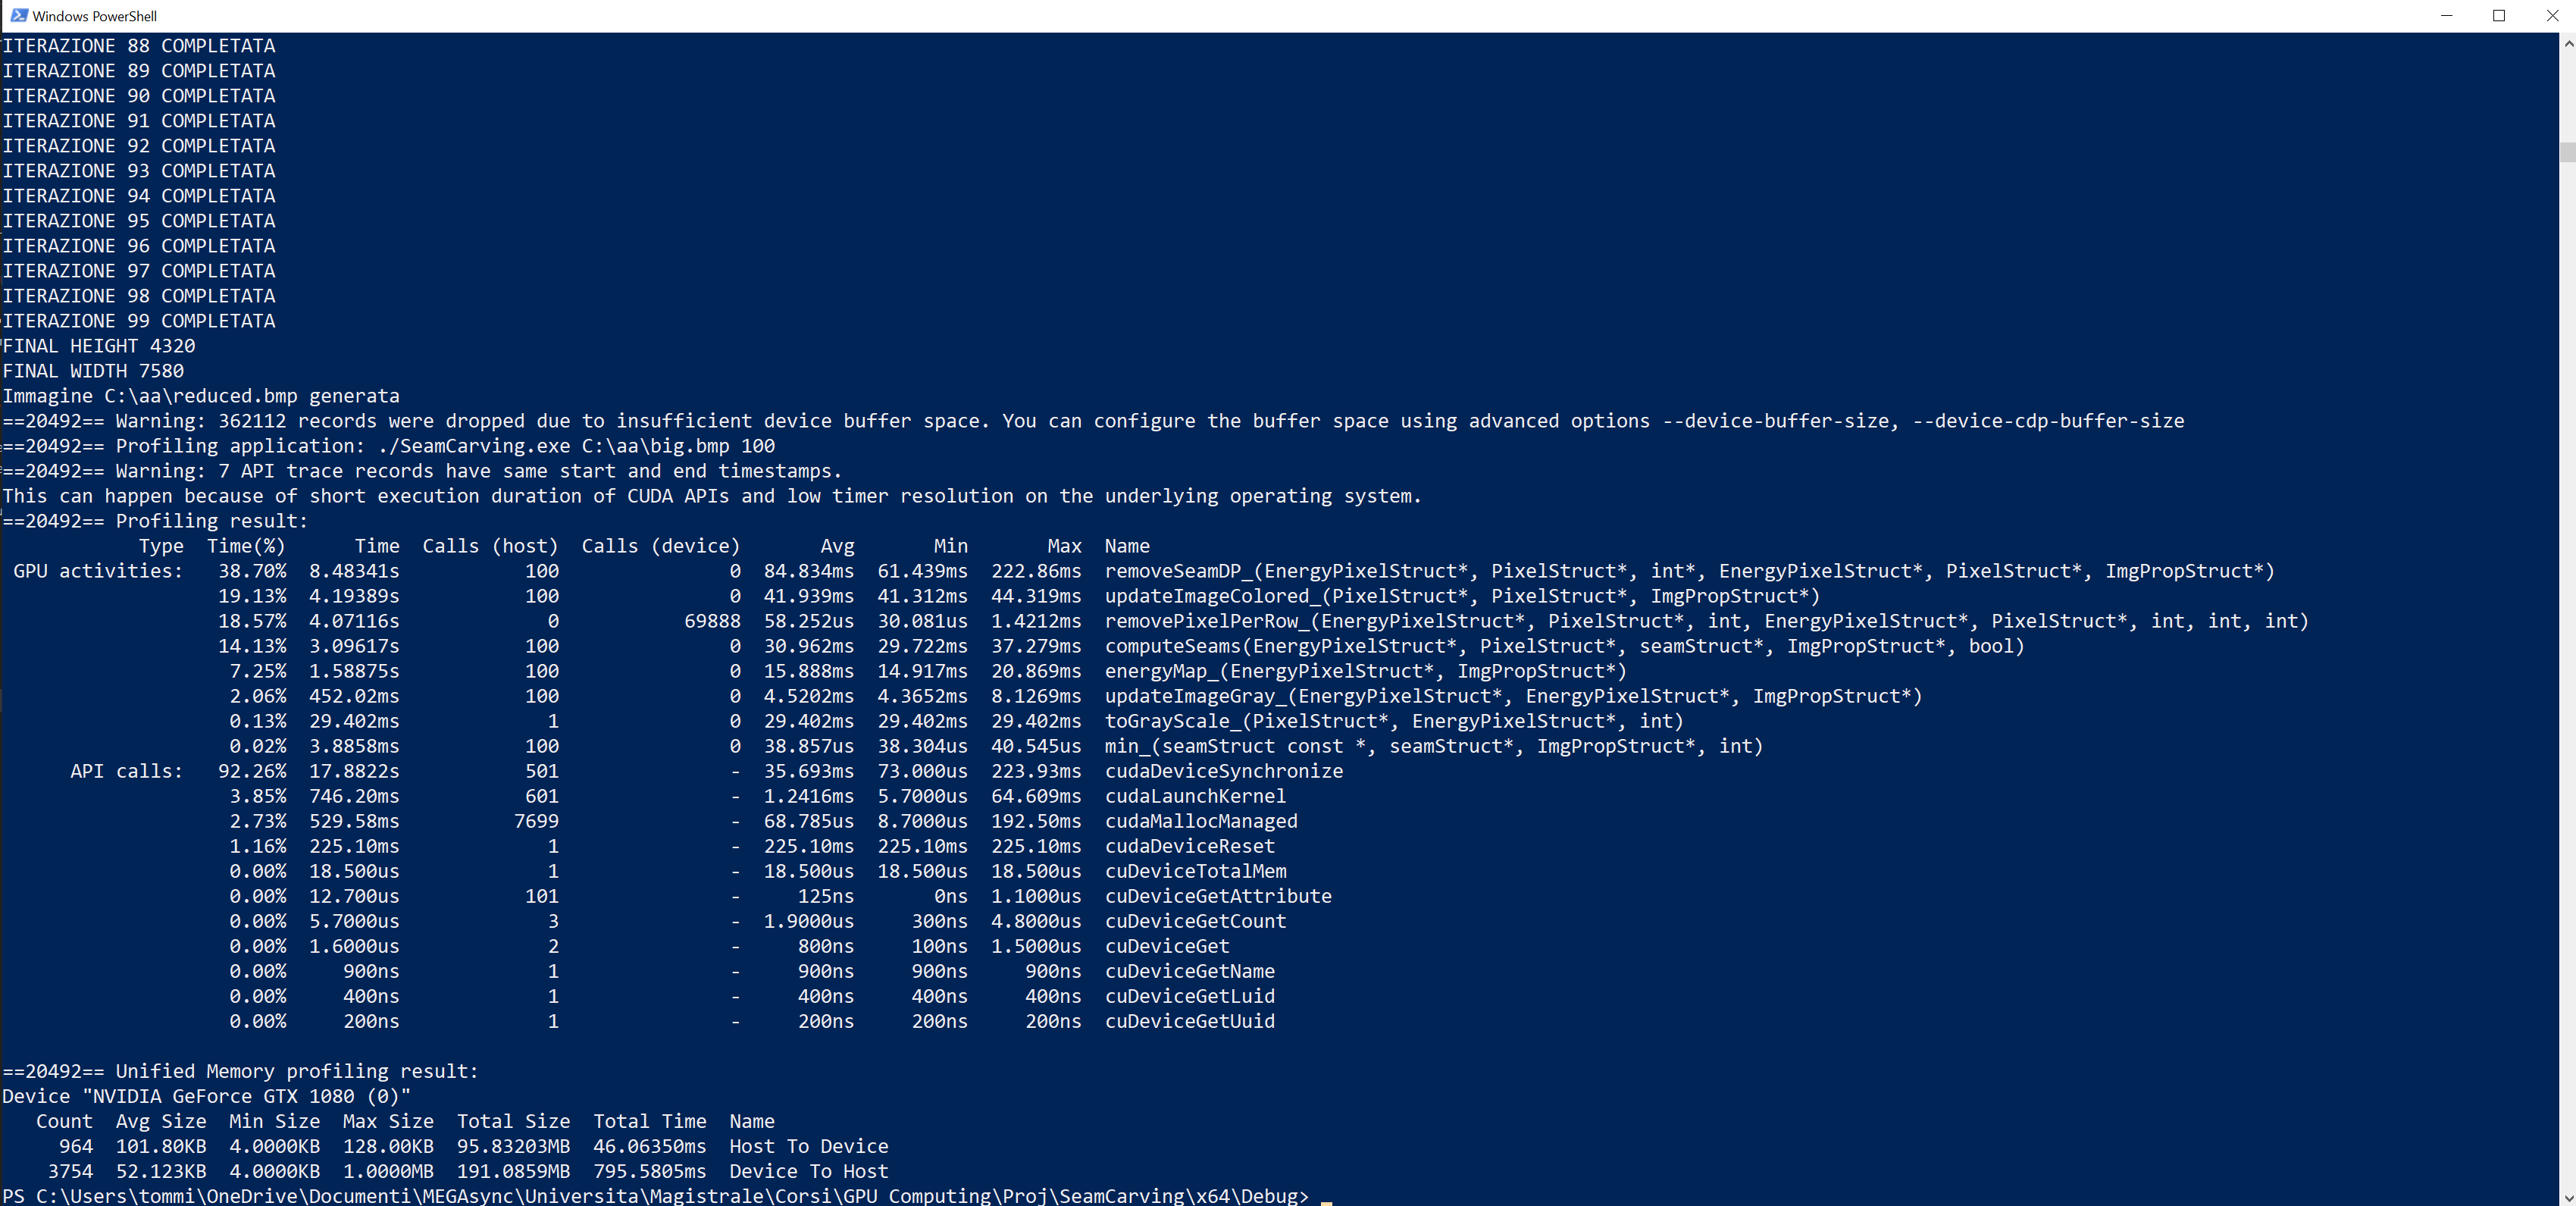 Windows PowerShell
ITERAZIONE 88 COMPLETATA
ITERAZIONE 89 COMPLETATA
ITERAZIONE 90 COMPLETATA
ITERAZIONE 91 COMPLETATA
ITERAZIONE 92 COMPLETATA
ITERAZIONE 93 COMPLETATA
ITERAZIONE 94 COMPLETATA
ITERAZIONE 95 COMPLETATA
ITERAZIONE 96 COMPLETATA
ITERAZIONE 97 COMPLETATA
ITERAZIONE 98 COMPLETATA
ITERAZIONE 99 COMPLETATA
FINAL HEIGHT 4320
FINAL WIDTH 7580
Immagine C:\aa\reduced.bmp generata
==20492== Warning: 362112 records were dropped due to insufficient device buffer space. You can configure the buffer space using advanced options --device-buffer-size, --device-cdp-buffer-size
==20492== Profiling application: ./SeamCarving.exe C:\aa\big.bmp 100
==20492== Warning: 7 API trace records have same start and end timestamps.
This can happen because of short execution duration of CUDA APIs and low timer resolution on the underlying operating system.
==20492== Profiling result:
Type Time(%) Time Calls (host) Calls (device) Avg Min Max Name
GPU activities: 38.70% 8.48341s 100 0 84.834ms 61.439ms 222.86ms removeSeamDP_(EnergyPixelStruct*, PixelStruct*, int*, EnergyPixelStruct*, PixelStruct*, ImgPropStruct*)
19.13% 4.19389s 100 0 41.939ms 41.312ms 44.319ms updateImageColored_(PixelStruct*, PixelStruct*, ImgPropStruct*)
18.57% 4.07116s 0 69888 58.252us 30.081us 1.4212ms removePixelPerRow_(EnergyPixelStruct*, PixelStruct*, int, EnergyPixelStruct*, PixelStruct*, int, int, int)
14.13% 3.09617s 100 0 30.962ms 29.722ms 37.279ms computeSeams(EnergyPixelStruct*, PixelStruct*, seamStruct*, ImgPropStruct*, bool)
7.25% 1.58875s 100 0 15.888ms 14.917ms 20.869ms energyMap_(EnergyPixelStruct*, ImgPropStruct*)
2.06% 452.02ms 100 0 4.5202ms 4.3652ms 8.1269ms updateImageGray_(EnergyPixelStruct*, EnergyPixelStruct*, ImgPropStruct*)
0.13% 29.402ms 1 0 29.402ms 29.402ms 29.402ms toGrayScale_(PixelStruct*, EnergyPixelStruct*, int)
0.02% 3.8858ms 100 0 38.857us 38.304us 40.545us min_(seamStruct const *, seamStruct*, ImgPropStruct*, int)
API calls: 92.26% 17.8822s 501 - 35.693ms 73.000us 223.93ms cudaDeviceSynchronize
3.85% 746.20ms 601 - 1.2416ms 5.7000us 64.609ms cudaLaunchKernel
2.73% 529.58ms 7699 - 68.785us 8.7000us 192.50ms cudaMallocManaged
1.16% 225.10ms 1 - 225.10ms 225.10ms 225.10ms cudaDeviceReset
0.00% 18.500us 1 - 18.500us 18.500us 18.500us cuDeviceTotalMem
0.00% 12.700us 101 - 125ns 0ns 1.1000us cuDeviceGetAttribute
0.00% 5.7000us 3 - 1.9000us 300ns 4.8000us cuDeviceGetCount
0.00% 1.6000us 2 - 800ns 100ns 1.5000us cuDeviceGet
0.00% 900ns 1 - 900ns 900ns 900ns cuDeviceGetName
0.00% 400ns 1 - 400ns 400ns 400ns cuDeviceGetLuid
0.00% 200ns 1 - 200ns 200ns 200ns cuDeviceGetUuid
==20492== Unified Memory profiling result:
Device "NVIDIA GeForce GTX 1080 (0)"
Count Avg Size Min Size Max Size Total Size Total Time Name
964 101.80KB 4.0000KB 128.00KB 95.83203MB 46.06350ms Host To Device
3754 52.123KB 4.0000KB 1.0000MB 191.0859MB 795.5805ms Device To Host
PS C:\Users\tommi\OneDrive\Documenti\MEGAsync\Universita\Magistrale\Corsi\GPU Computing\Proj\SeamCarving\x64\Debug>